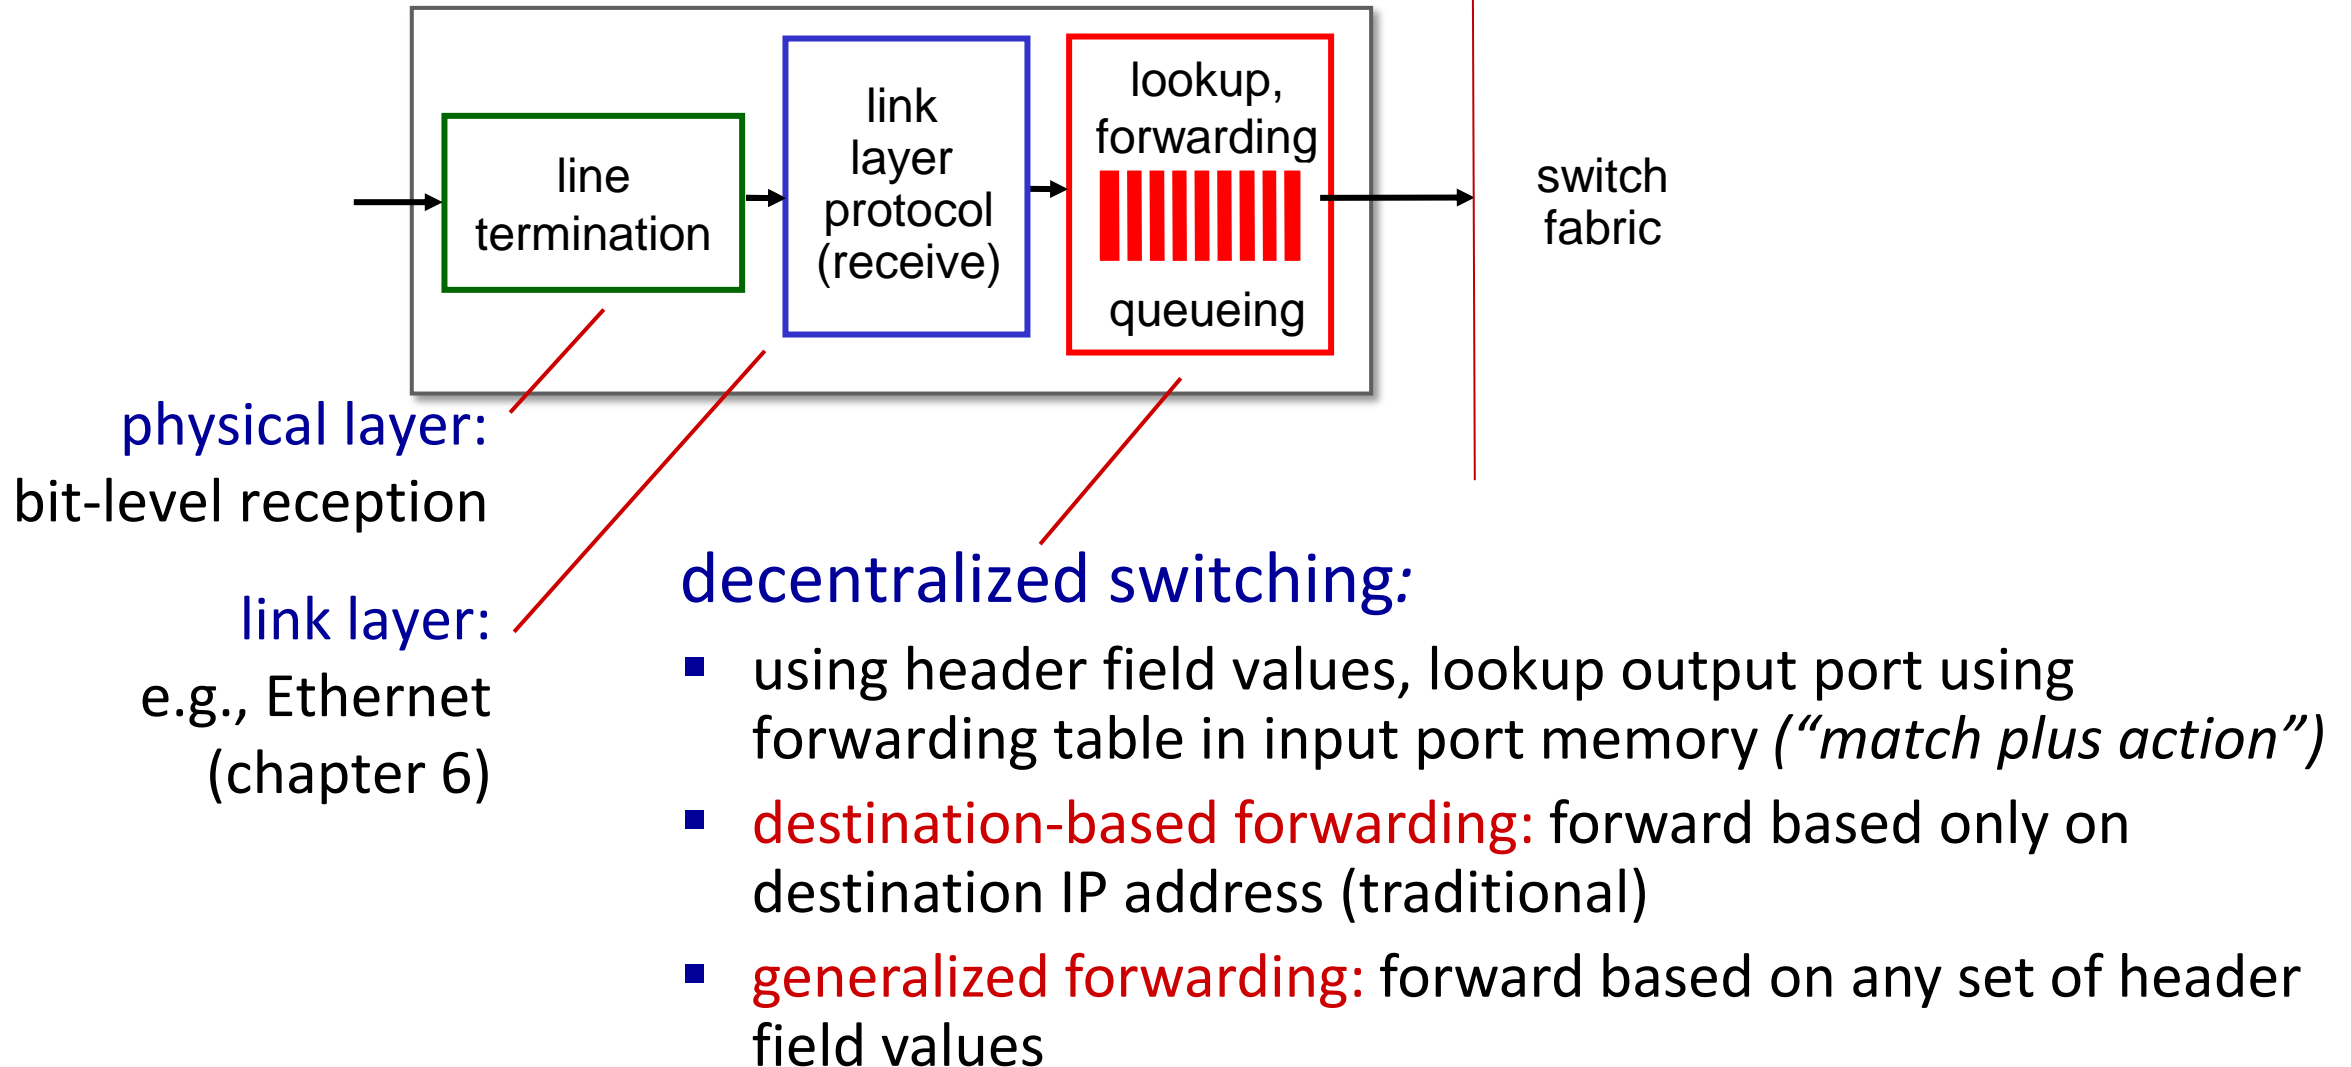 line
termination
link
layer
protocol
(receive)
lookup,
forwarding
queueing
switch
fabric
physical layer:
bit-level reception
link layer:
e.g., Ethernet
(chapter 6)
decentralized switching:
▪ using header field values, lookup output port using
forwarding table in input port memory (“match plus action”)
▪ destination-based forwarding: forward based only on
destination IP address (traditional)
▪ generalized forwarding: forward based on any set of header
field values